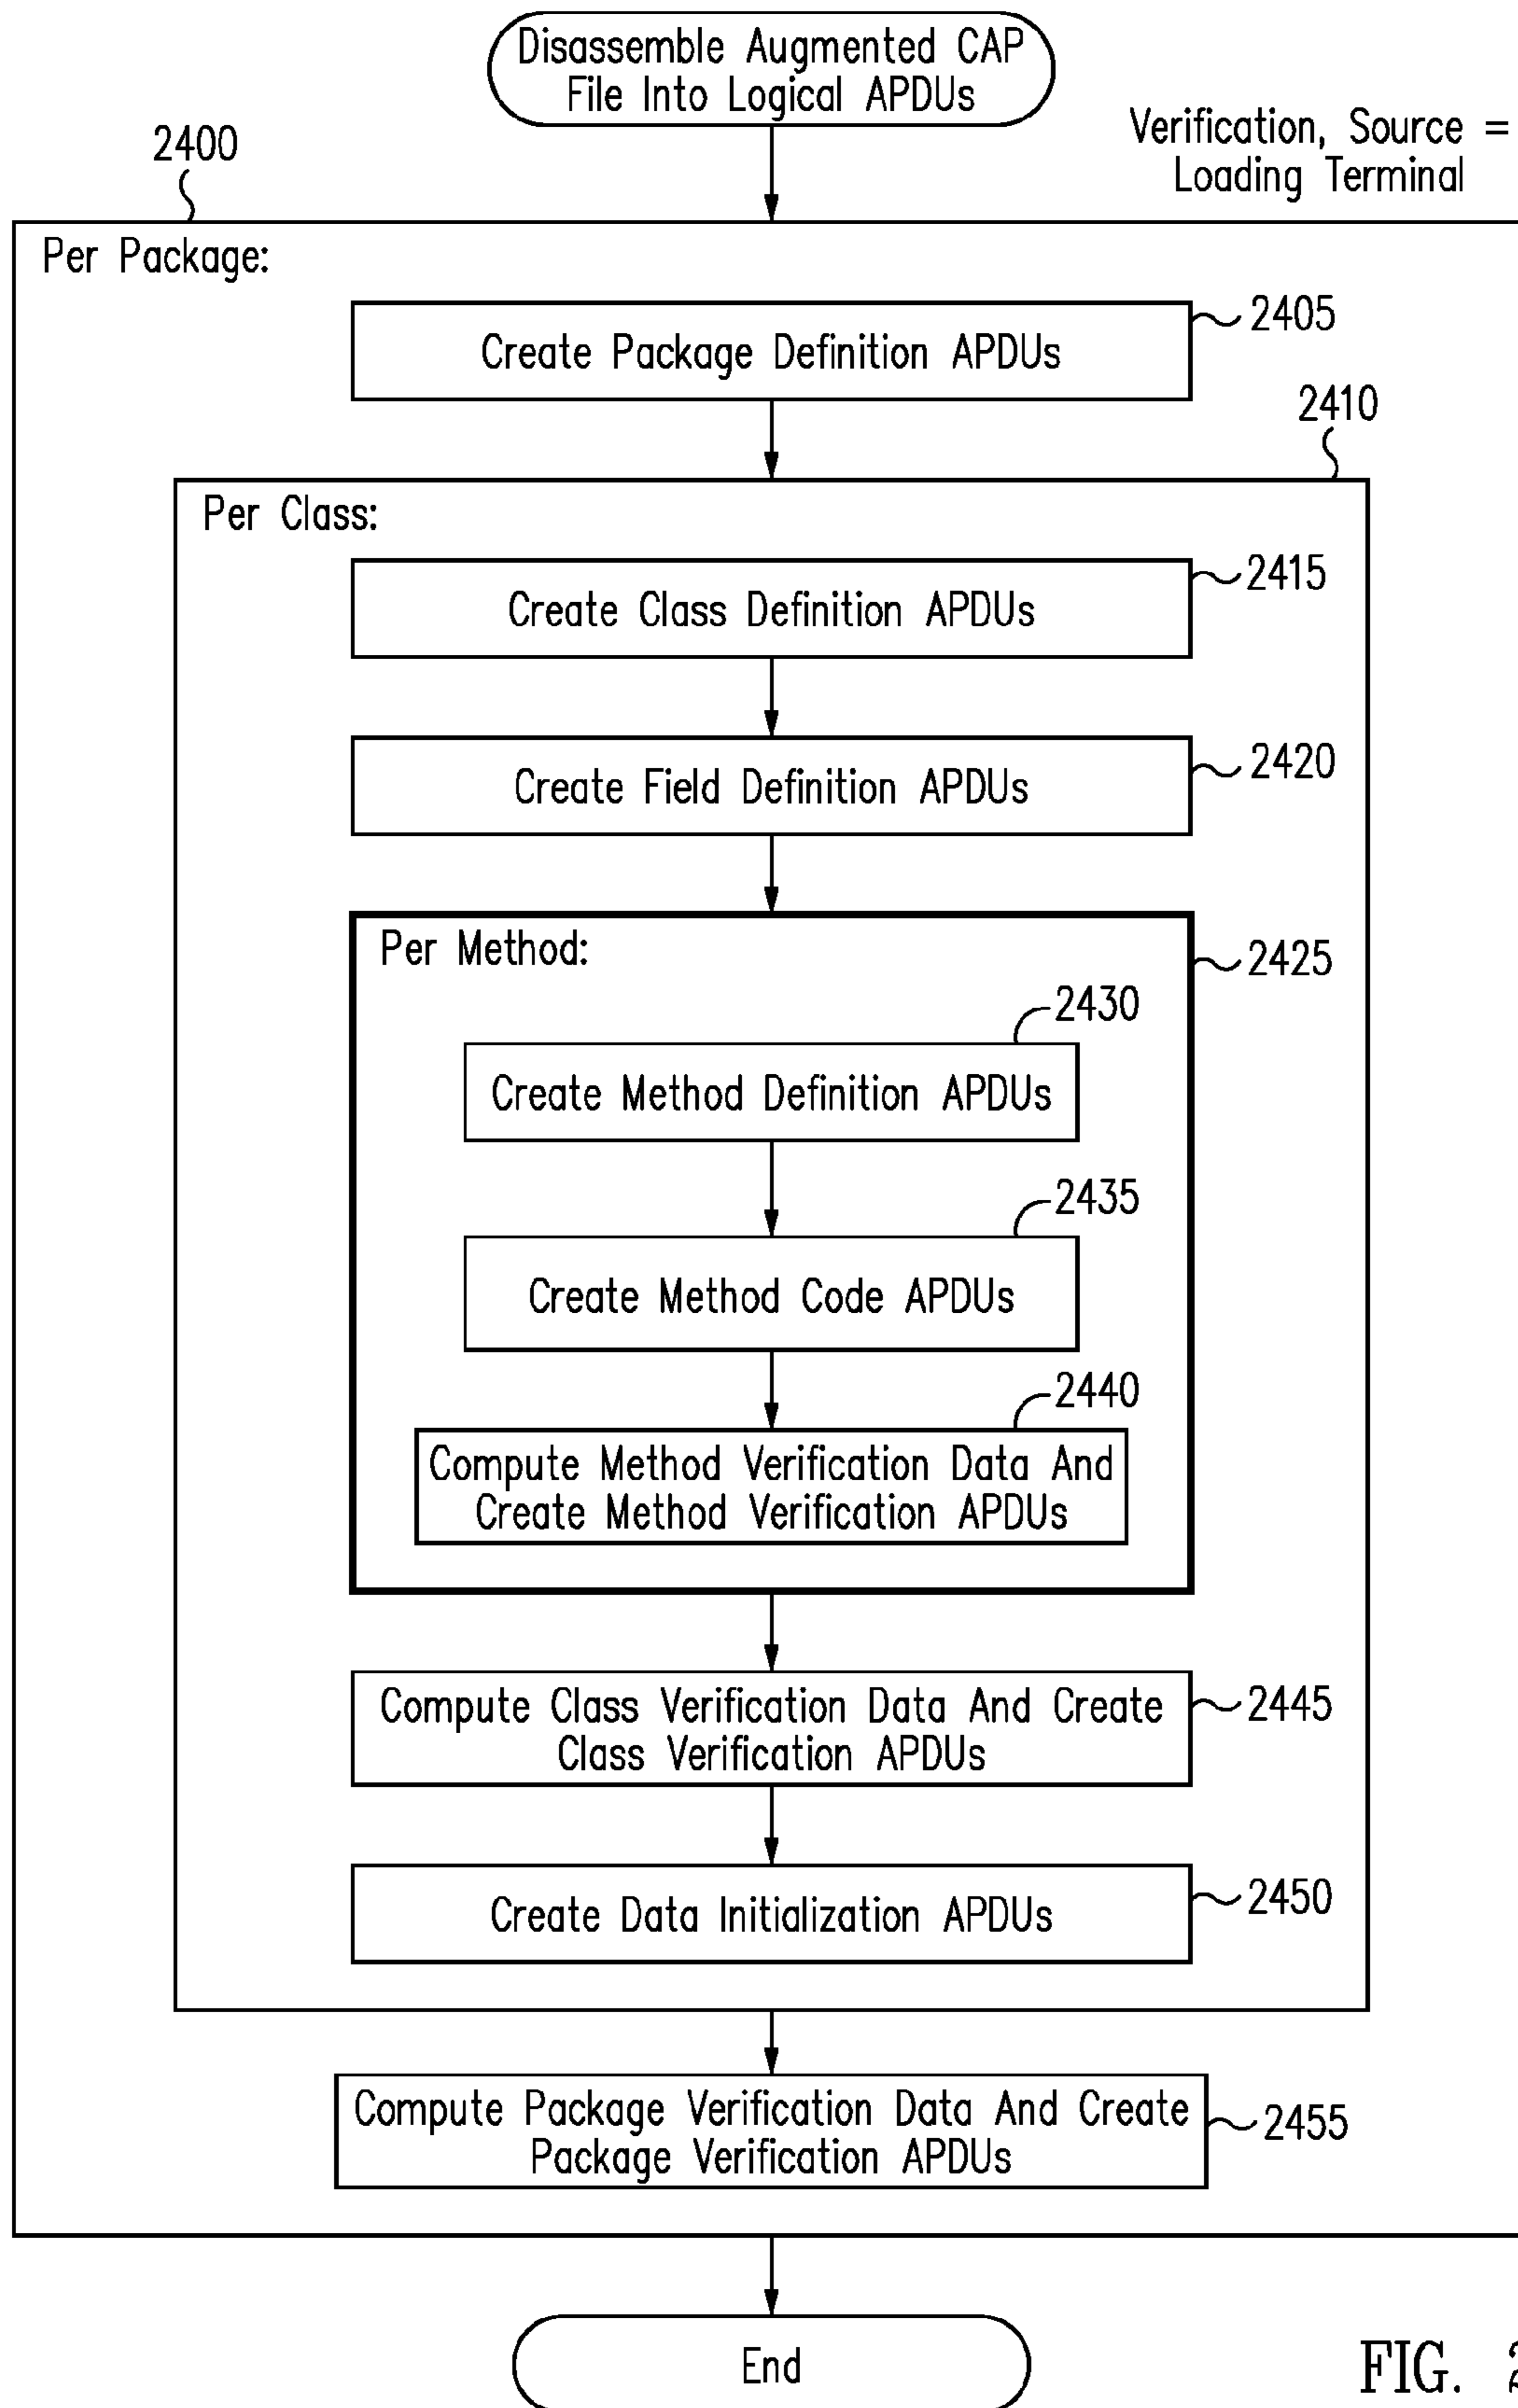 Disassemble Augmented CAP
File Into Logical APDUs
Verification, Source =
Loading Terminal
2400
Per Package:
2405
Create Package Definition APDUs
2410
Per Class:
2415
Create Class Definition APDUs
2420
Create Field Definition APDUs
Per Method:
2425
2430
Create Method Definition APDUs
2435
Create Method Code APDUs
2440
Compute Method Verification Data And
Create Method Verification APDUs
Compute Class Verification Data And Create
Class Verification APDUs
2445
Create Data Initialization APDUs
2450
Compute Package Verification Data And Create
Package Verification APDUs
2455
End
FIG.